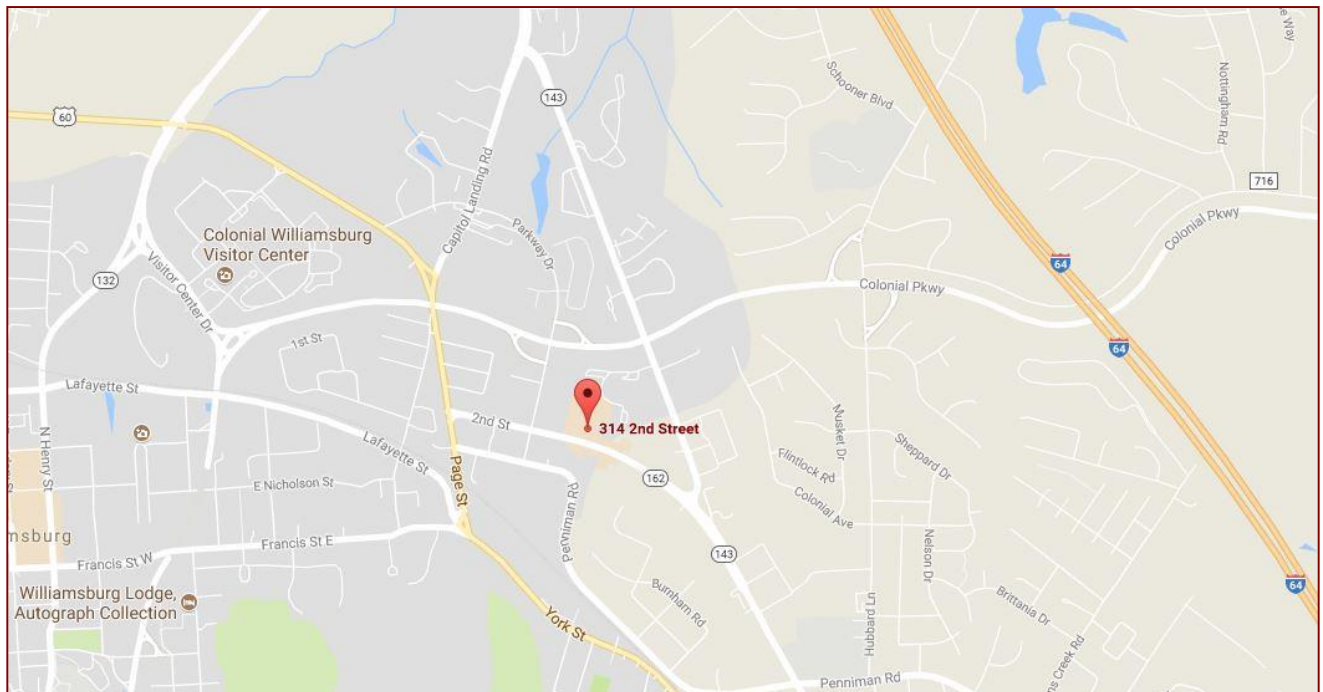 e Way
Schooner Blvd
Nottingham Rd
143
60
Capitol Landing Rd
716
Colonial Williamsburg
Visitor Center
Parkway Dr
Colonial Pkwy
64
132
Visitor Center Dr
Colonial Pkwy
1st St
64
Lafayette St
2nd St
314 2nd Street
Musket Dr
N Henry St
Lafayette St
Page St
Sheppard Dr
Flintlock Rd
162
E Nicholson St
Colonial Ave
Penniman Rd
msburg
Francis St E
Nelson Dr
143
Francis St W
64
Williamsburg Lodge,
Autograph Collection
Burnham Rd
Brittania Dr
Hubbard Ln
York St
ns Creek Rd
Penniman Rd